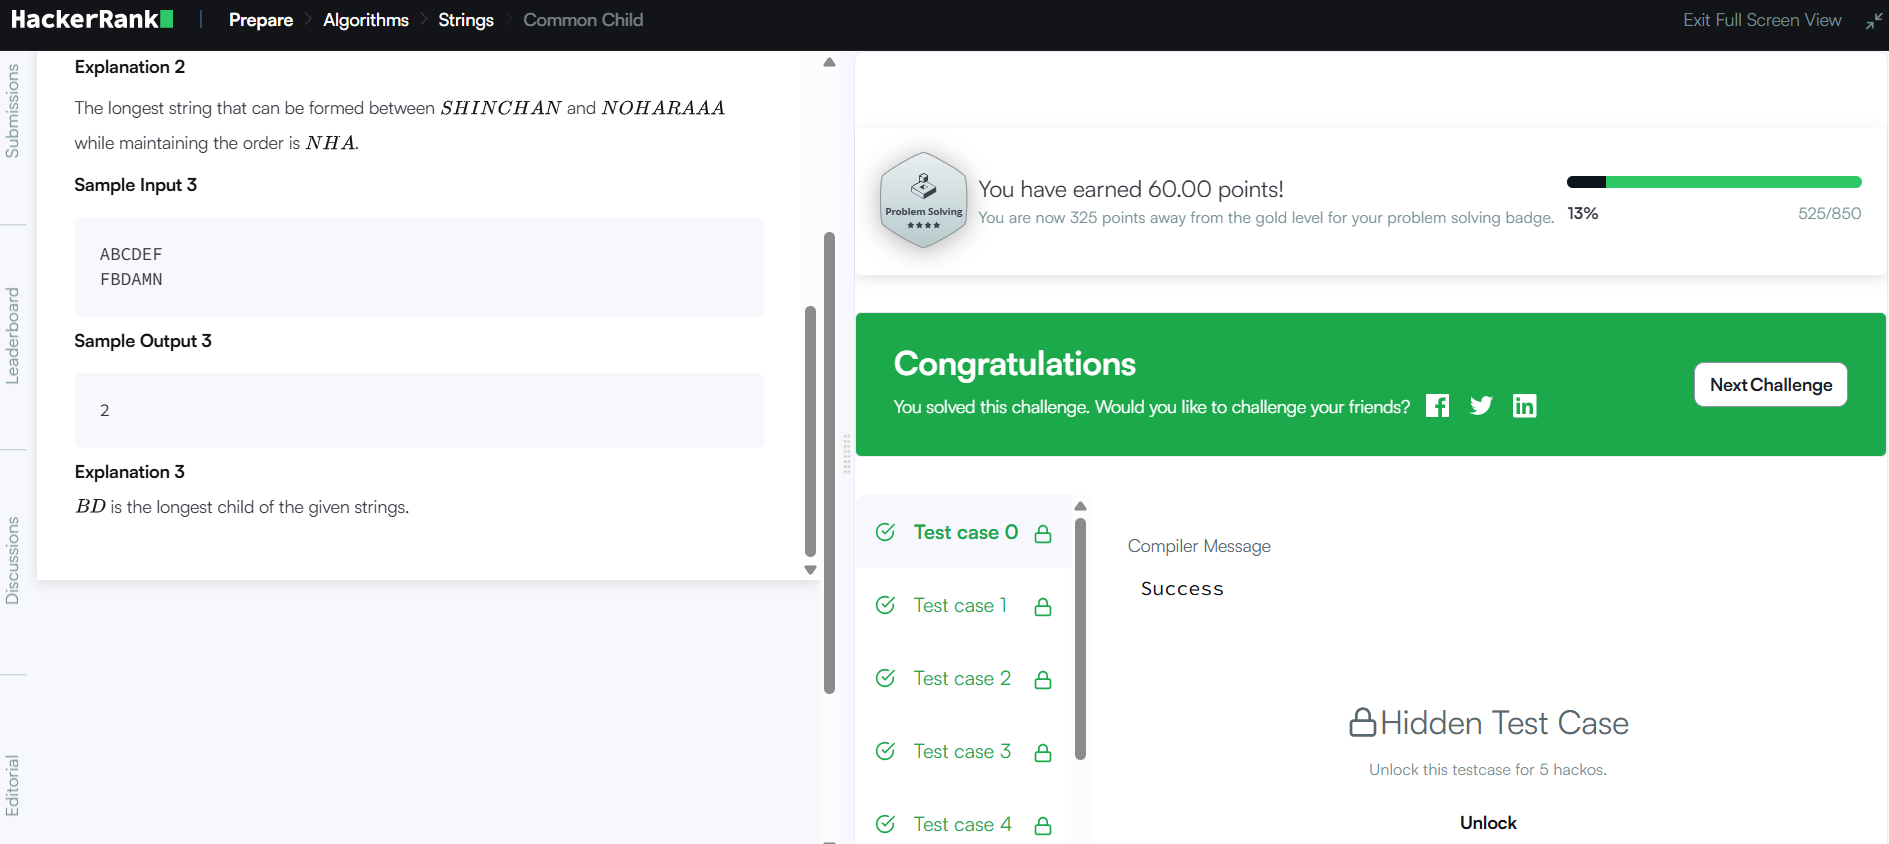 HackerRank
Prepare
Algorithms
Strings
Common Child
Exit Full Screen View
Submissions
Leaderboard
Discussions
Editorial
Explanation 2
The longest string that can be formed between SHINCHAN and NOHARAAA
while maintaining the order is NHA.
Sample Input 3
ABCDEF
FBDAMN
Sample Output 3
2
Explanation 3
BD is the longest child of the given strings.
Problem Solving
You have earned 60.00 points!
You are now 325 points away from the gold level for your problem solving badge.
13%
525/850
Congratulations
You solved this challenge. Would you like to challenge your friends?
Next Challenge
Test case 0
Test case 1
Test case 2
Test case 3
Test case 4
Compiler Message
Success
Hidden Test Case
Unlock this testcase for 5 hackos.
Unlock